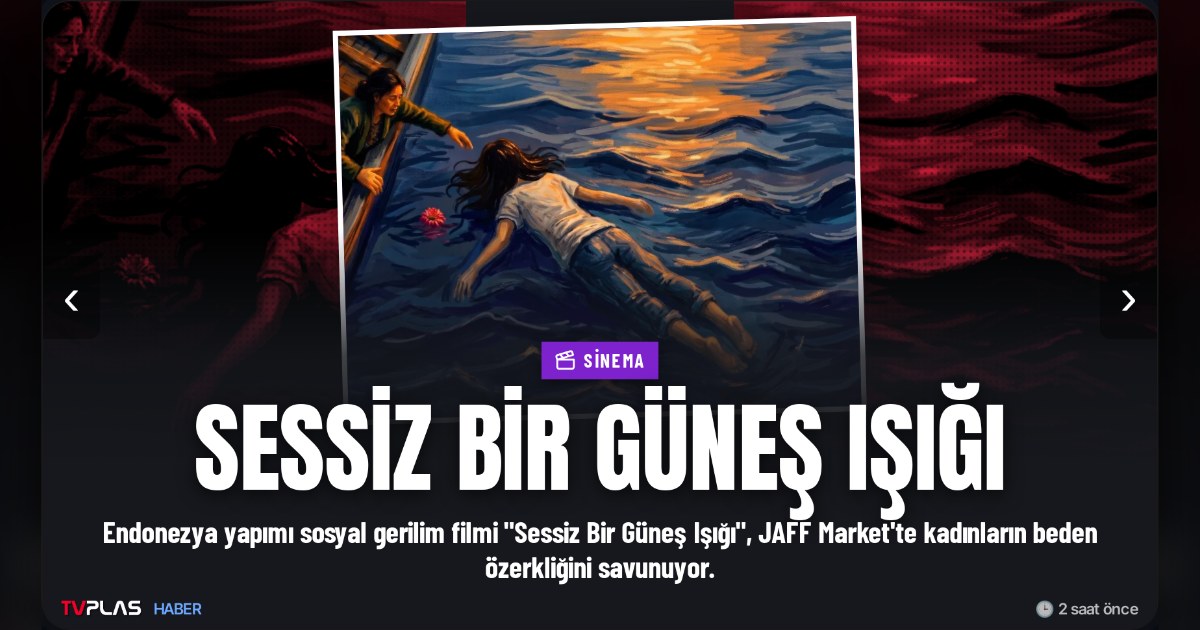 SİNEMA
SESSİZ BİR GÜNEŞ IŞIĞI
Endonezya yapımı sosyal gerilim filmi "Sessiz Bir Güneş Işığı", JAFF Market'te kadınların beden
özerkliğini savunuyor.
TVPLAS HABER
2 saat önce